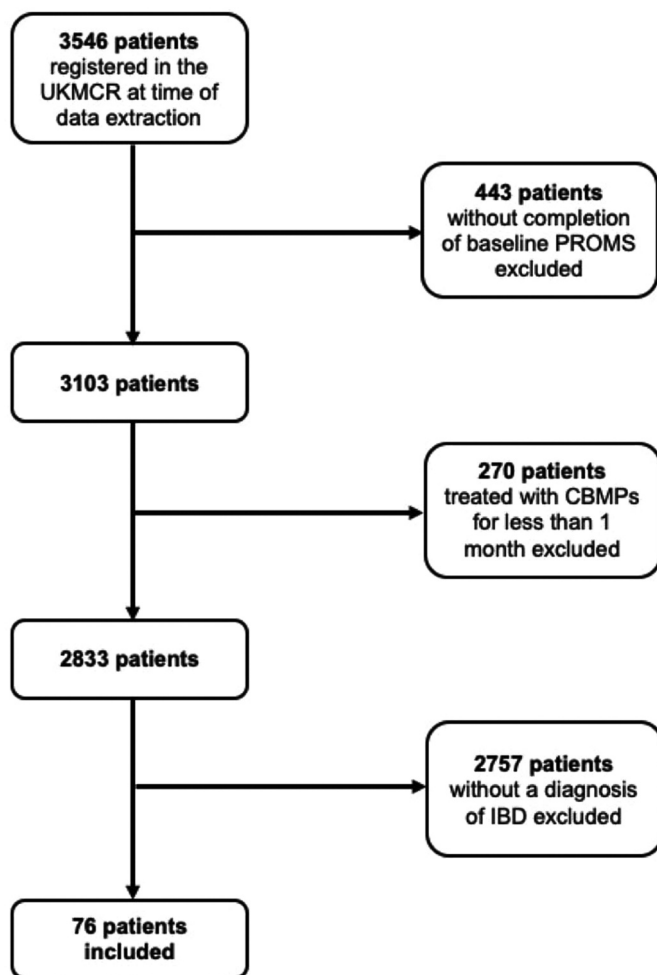 3546 patients
registered in the
UKMCR at time of
data extraction
443 patients
without completion
of baseline PROMS
excluded
3103 patients
270 patients
treated with CBMPs
for less than 1
month excluded
2833 patients
2757 patients
without a diagnosis
of IBD excluded
76 patients
included